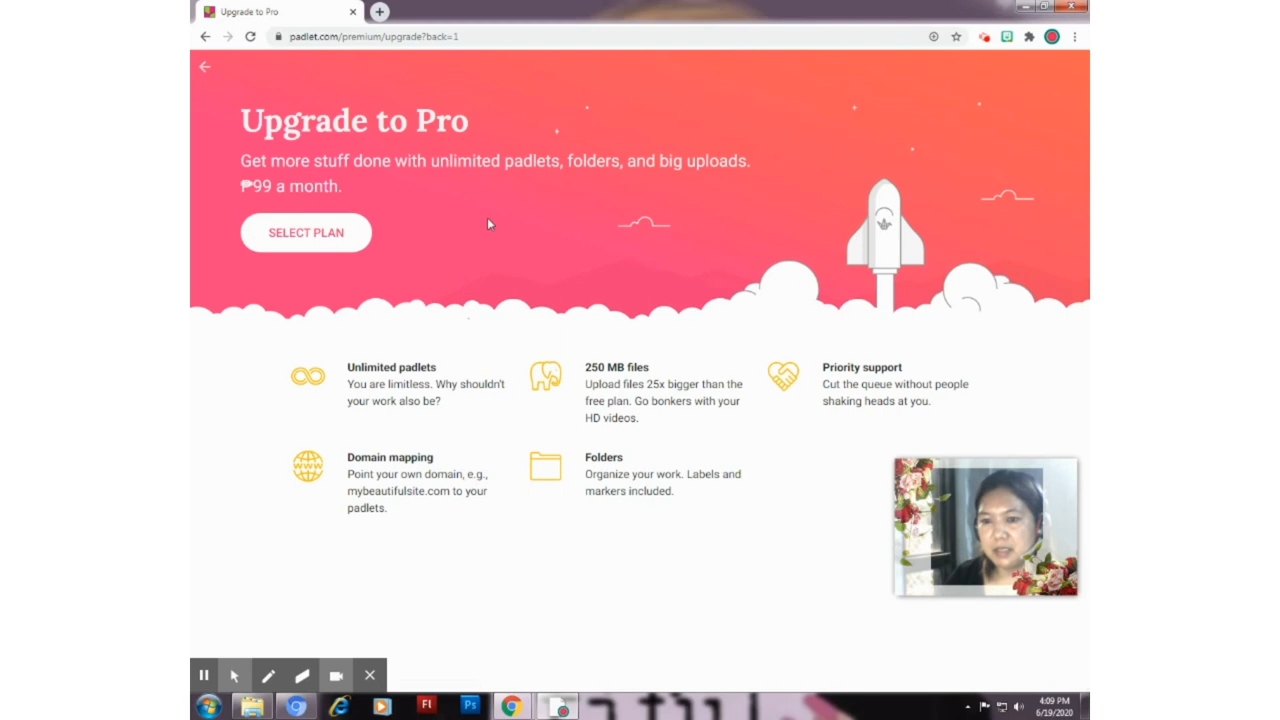 Upgrade to Pro
padlet.com/premium/upgrade?back=1
Upgrade to Pro
Get more stuff done with unlimited padlets, folders, and big uploads.
₱99 a month.
SELECT PLAN
Unlimited padlets
You are limitless. Why shouldn't
your work also be?
250 MB files
Upload files 25x bigger than the
free plan. Go bonkers with your
HD videos.
Priority support
Cut the queue without people
shaking heads at you.
WWW
Domain mapping
Point your own domain, e.g.,
mybeautifulsite.com to your
padlets.
Folders
Organize your work. Labels and
markers included.
Fl
Ps
4:09 PM
6/19/2020